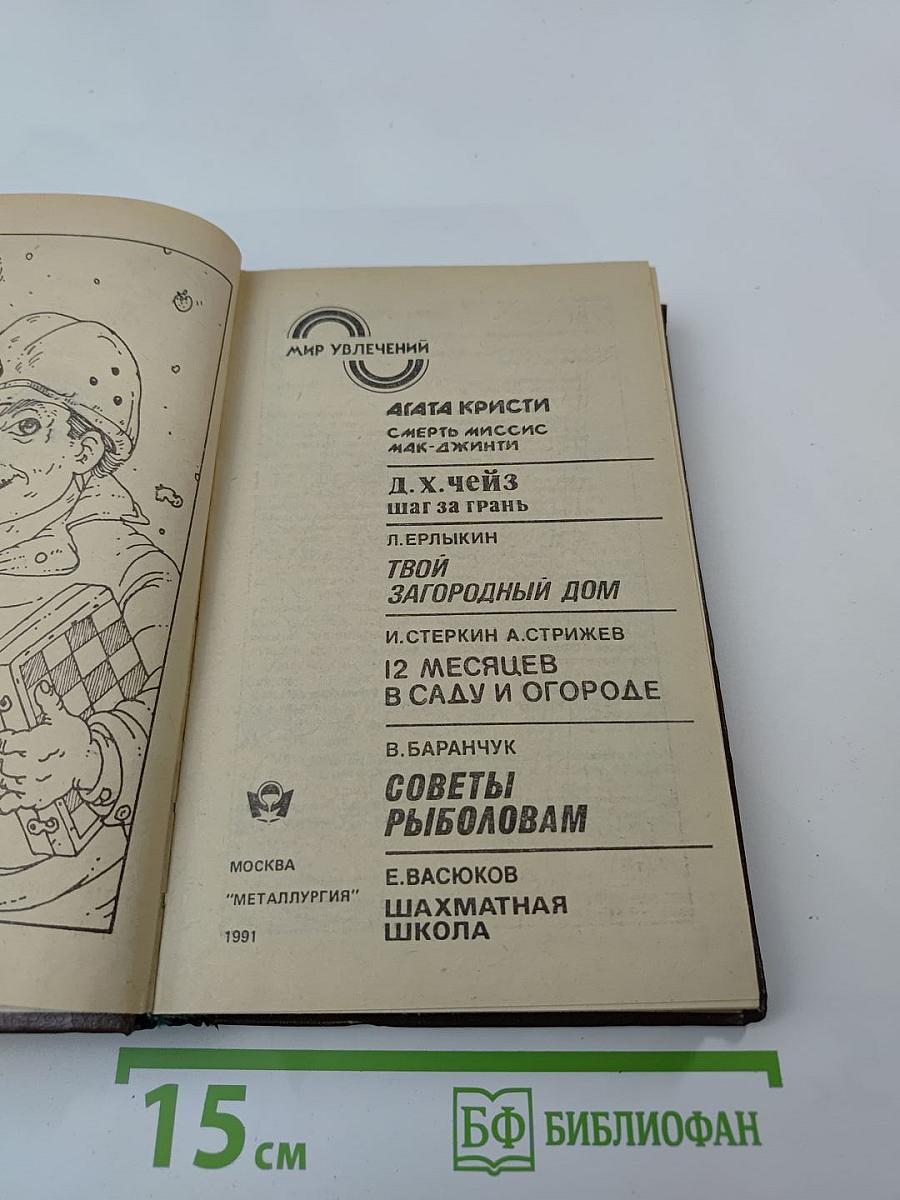 МИР УВЛЕЧЕНИЙ
АГАТА КРИСТИ
СМЕРТЬ МИССИС
МАК-ДЖИНТИ
Д.Х.ЧЕЙЗ
ШАГ ЗА ГРАНЬ
Л.ЕРЛЫКИН
ТВОЙ
ЗАГОРОДНЫЙ ДОМ
И.СТЕРКИН А.СТРИЖЕВ
12 МЕСЯЦЕВ
В САДУ И ОГОРОДЕ
В.БАРАНЧУК
СОВЕТЫ
РЫБОЛОВАМ
Е.ВАСЮКОВ
ШАХМАТНАЯ
ШКОЛА
МОСКВА
"МЕТАЛЛУРГИЯ"
1991
15 см
БФ БИБЛИОФАН